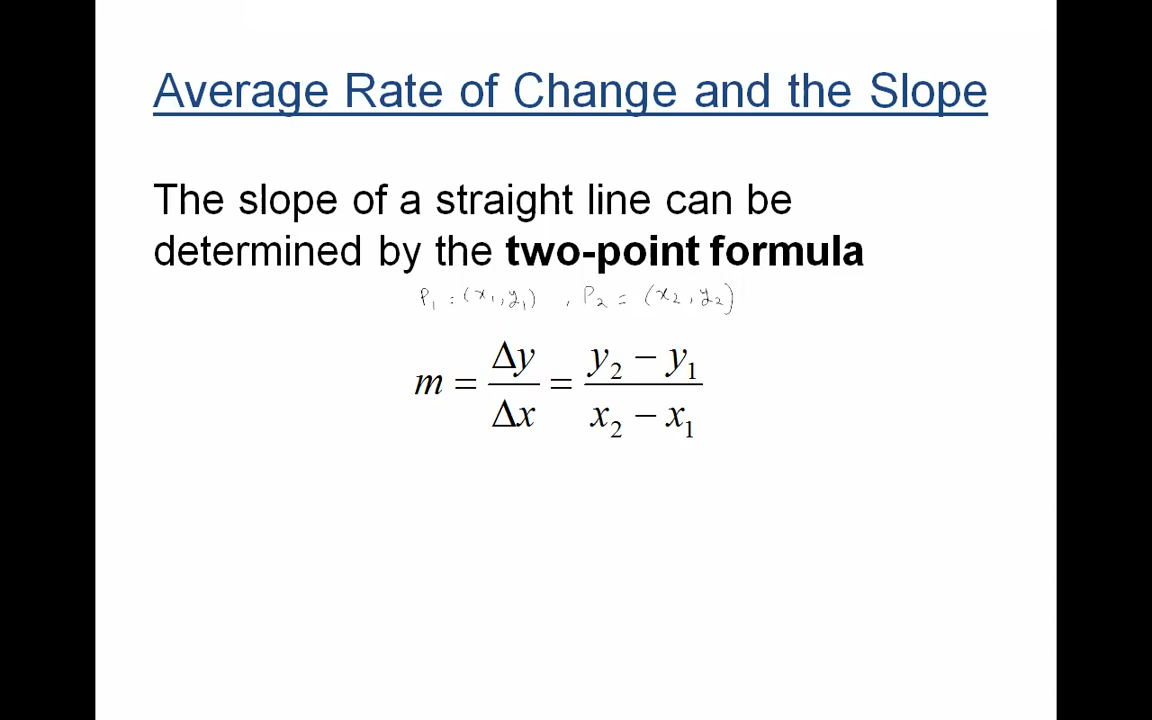 Average Rate of Change and the Slope
The slope of a straight line can be
determined by the two-point formula
P₁ = (x₁, y₁) , P₂ = (x₂, y₂)
m = Δy/Δx = (y₂ − y₁)/(x₂ − x₁)